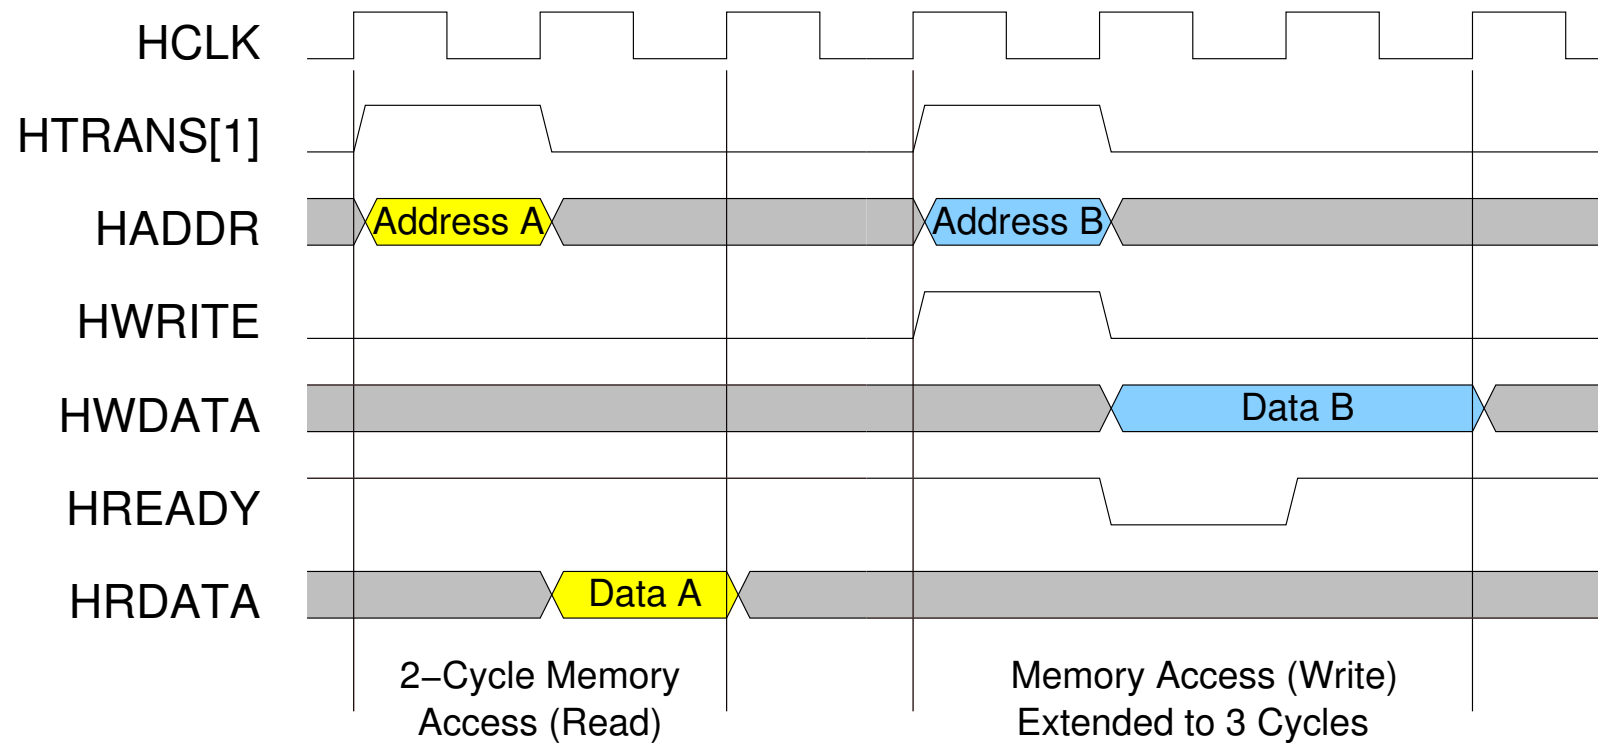 HCLK
HTRANS[1]
HADDR
Address A
Address B
HWRITE
HWDATA
Data B
HREADY
HRDATA
Data A
2−Cycle Memory
Access (Read)
Memory Access (Write)
Extended to 3 Cycles